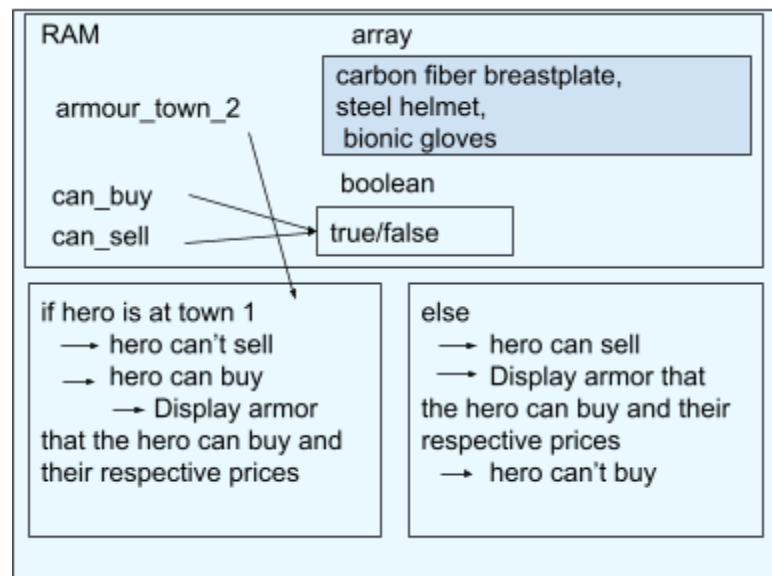 RAM
array
carbon fiber breastplate,
steel helmet,
bionic gloves
armour_town_2
boolean
can_buy
can_sell
true/false
if hero is at town 1
hero can't sell
hero can buy
Display armor
that the hero can buy and
their respective prices
else
hero can sell
Display armor that
the hero can buy and their
respective prices
hero can't buy